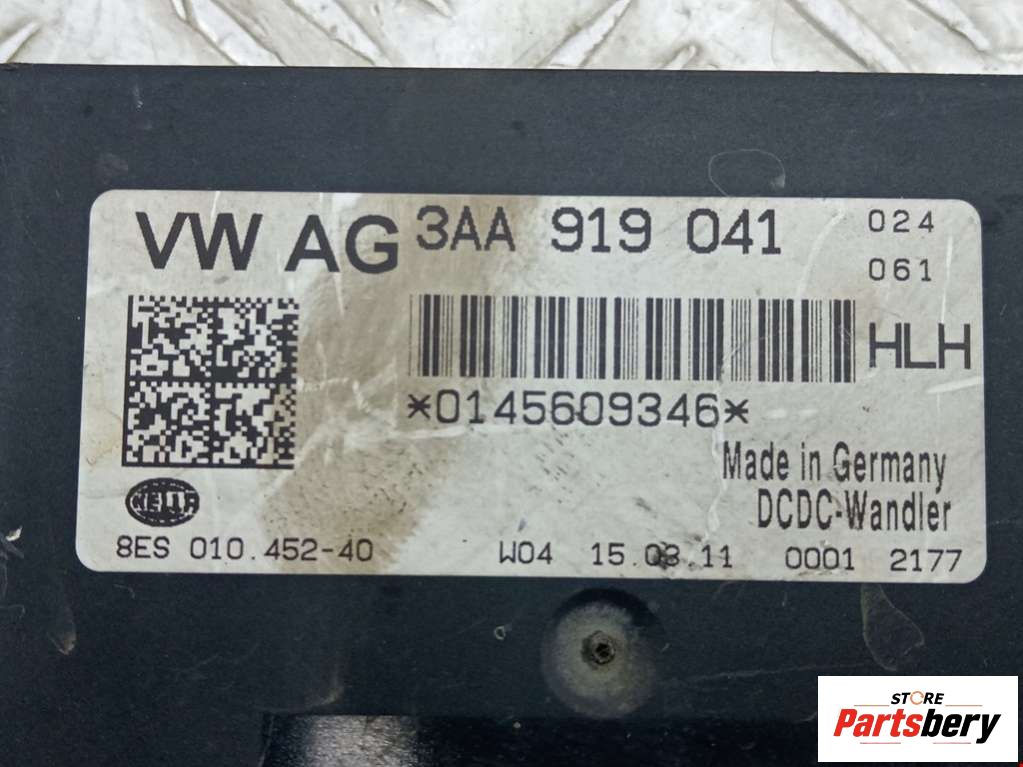 VW AG 3AA 919 041 024
061
HLH
*0145609346*
Made in Germany
DCDC-Wandler
HELLA
8ES 010.452-40 W04 15.03.11 0001 2177
STORE
Partsbery